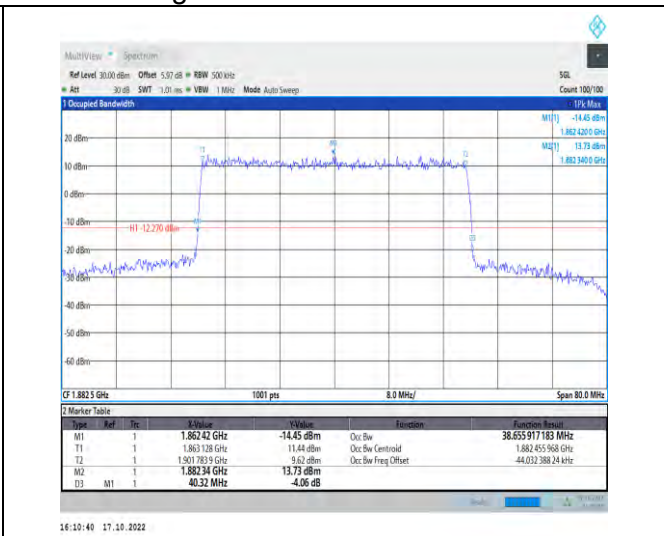 MultiView Spectrum
Ref Level 30.00 dBm Offset 5.97 dB RBW 500 kHz SGL
Att 30 dB SWT 1.01 ms VBW 1 MHz Mode Auto Sweep Count 100/100
1 Occupied Bandwidth 1Pk Max
M1[1] -14.45 dBm
1.862 4200 GHz
M2[1] 13.73 dBm
1.882 3400 GHz
20 dBm
T1
M2
T2
10 dBm
0 dBm
-10 dBm
H1 -12.270 dBm
M1
D3
-20 dBm
-30 dBm
-40 dBm
-50 dBm
-60 dBm
CF 1.882 5 GHz 1001 pts 8.0 MHz/ Span 80.0 MHz
2 Marker Table
Type Ref Trc X-Value Y-Value Function Function Result
M1 1 1.86242 GHz -14.45 dBm Occ Bw 38.655 917 183 MHz
T1 1 1.863 128 GHz 11.44 dBm Occ Bw Centroid 1.882 455 968 GHz
T2 1 1.901 783 9 GHz 9.62 dBm Occ Bw Freq Offset -44.032 388 24 kHz
M2 1 1.88234 GHz 13.73 dBm
D3 M1 1 40.32 MHz -4.06 dB
16:10:40 17.10.2022